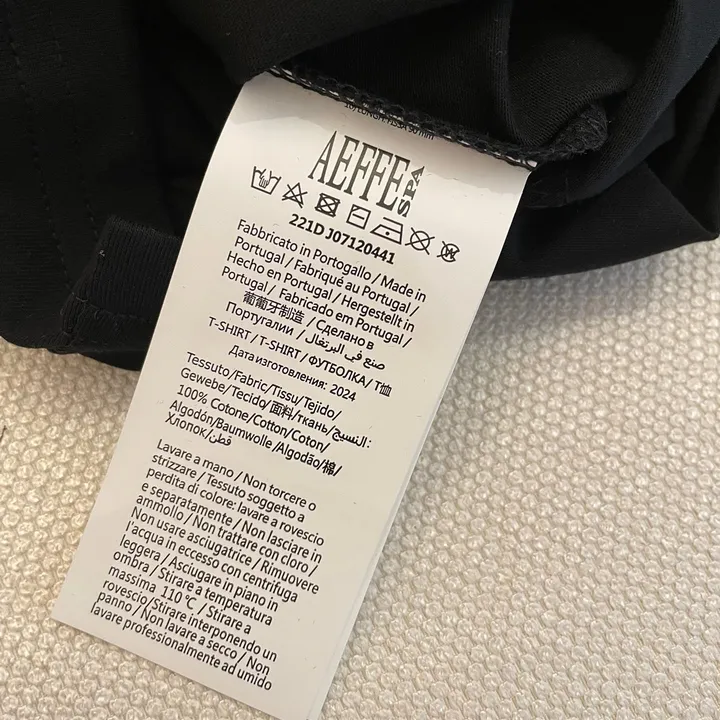 AEFFE SPA
221D J07120441
Fabbricato in Portogallo / Made in
Portugal / Fabriqué au Portugal /
Hecho en Portugal / Hergestellt in
Portugal / Fabricado em Portugal /
葡萄牙制造 / Сделано в
Португалии / صنع في البرتغال
T-SHIRT / T-SHIRT / ФУТБОЛКА / T恤
Дата изготовления: 2024
Tessuto/Fabric/Tissu/Tejido/
Gewebe/Tecido/面料/ткань/النسيج:
100% Cotone/Cotton/Coton/
Algodón/Baumwolle /Algodão/棉/
Хлопок/قطن
Lavare a mano / Non torcere o
strizzare / Tessuto soggetto a
perdita di colore: lavare a rovescio
e separatamente / Non lasciare in
ammollo / Non trattare con cloro /
Non usare asciugatrice / Rimuovere
l'acqua in eccesso con centrifuga
leggera / Asciugare in piano in
ombra / Stirare a temperatura
massima 110°C / Stirare a
rovescio/Stirare interponendo un
panno / Non lavare a secco / Non
lavare professionalmente ad umido